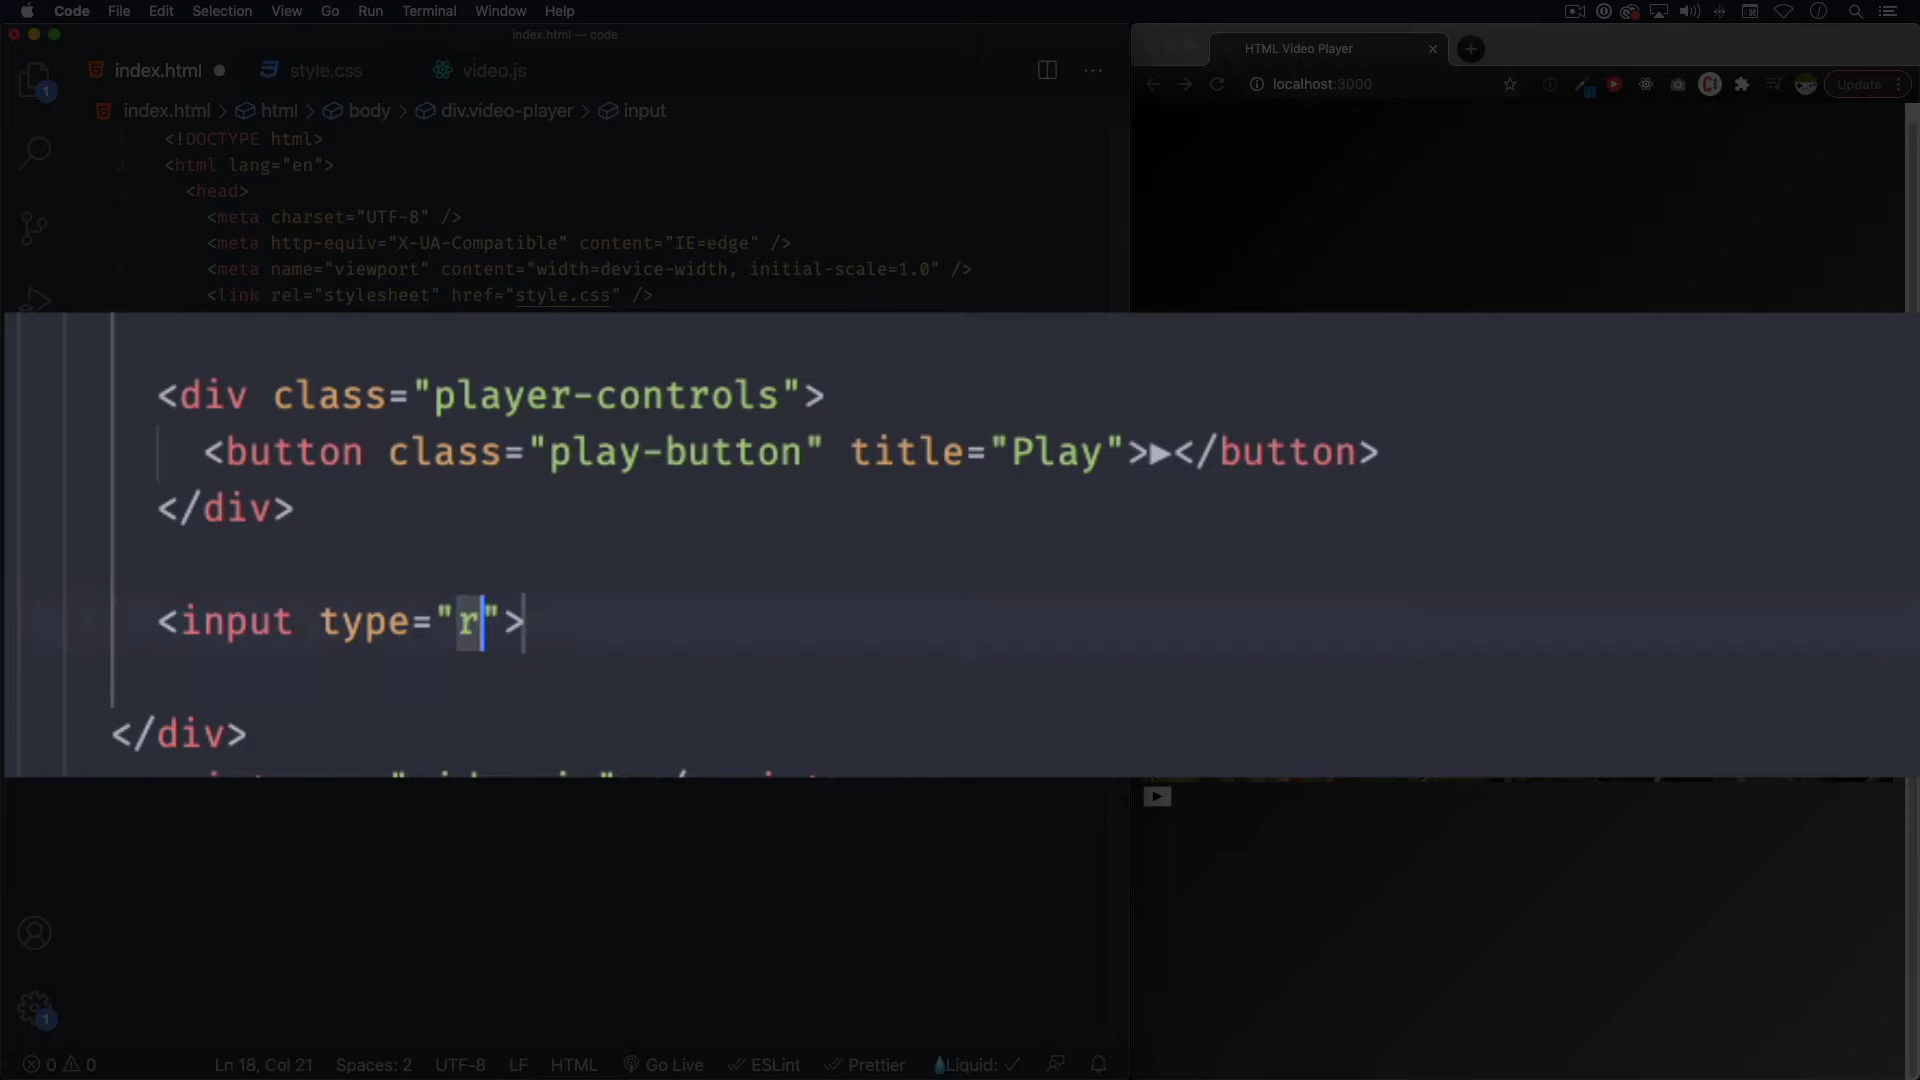 Code File Edit Selection View Go Run Terminal Window Help
index.html — code
index.html style.css video.js
index.html > html > body > div.video-player > input
<!DOCTYPE html>
<html lang="en">
<head>
<meta charset="UTF-8" />
<meta http-equiv="X-UA-Compatible" content="IE=edge" />
<meta name="viewport" content="width=device-width, initial-scale=1.0" />
<link rel="stylesheet" href="style.css" />
<div class="player-controls">
<button class="play-button" title="Play">▶</button>
</div>
<input type="r">
</div>
1
1
0 0 Ln 18, Col 21 Spaces: 2 UTF-8 LF HTML Go Live ESLint Prettier Liquid: ✓
HTML Video Player
localhost:3000 Update